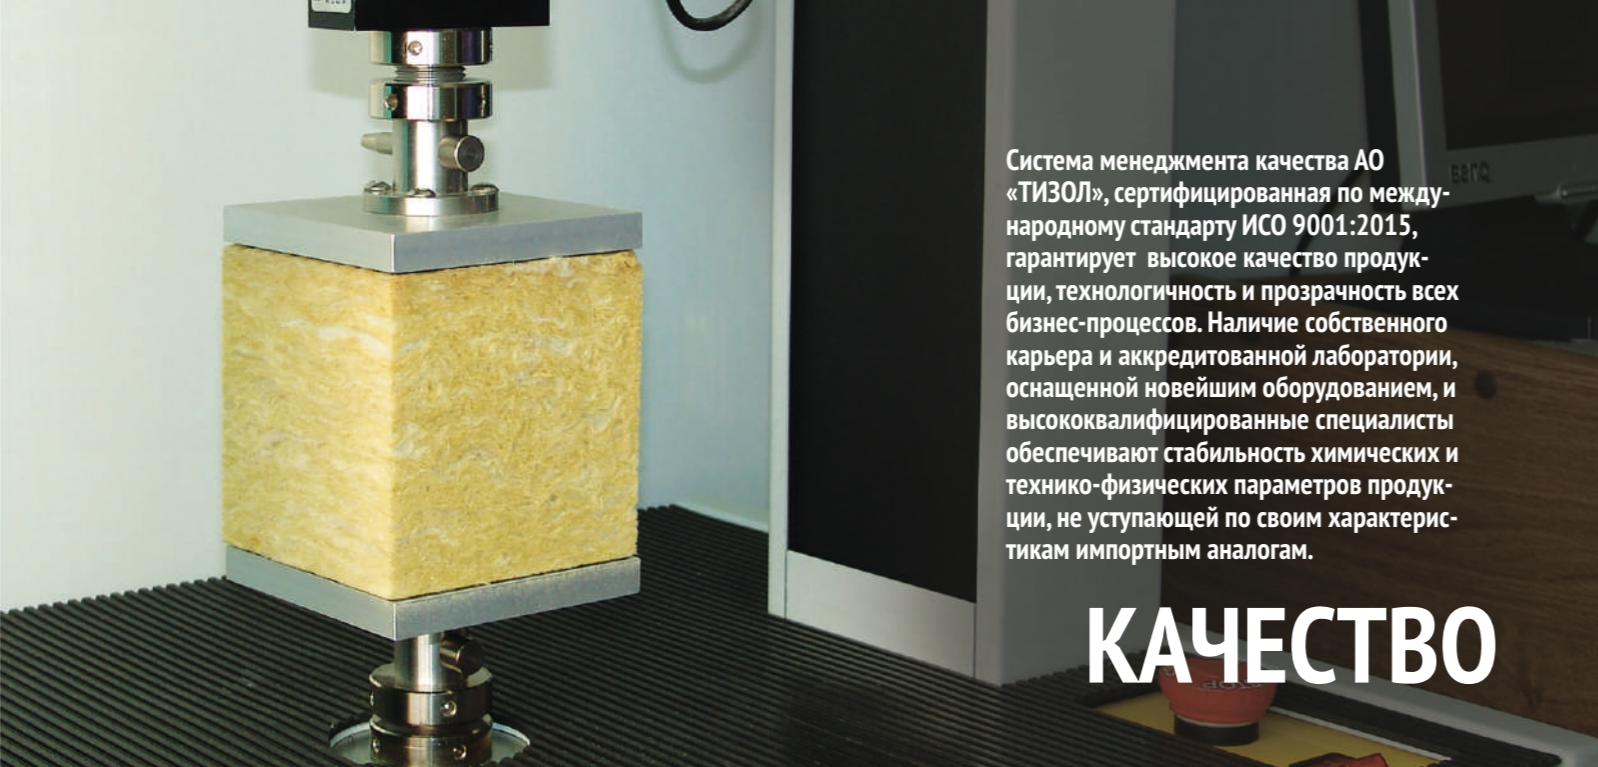 Система менеджмента качества АО
«ТИЗОЛ», сертифицированная по между-
народному стандарту ИСО 9001:2015,
гарантирует высокое качество продук-
ции, технологичность и прозрачность всех
бизнес-процессов. Наличие собственного
карьера и аккредитованной лаборатории,
оснащенной новейшим оборудованием, и
высококвалифицированные специалисты
обеспечивают стабильность химических и
технико-физических параметров продук-
ции, не уступающей по своим характерис-
тикам импортным аналогам.
КАЧЕСТВО